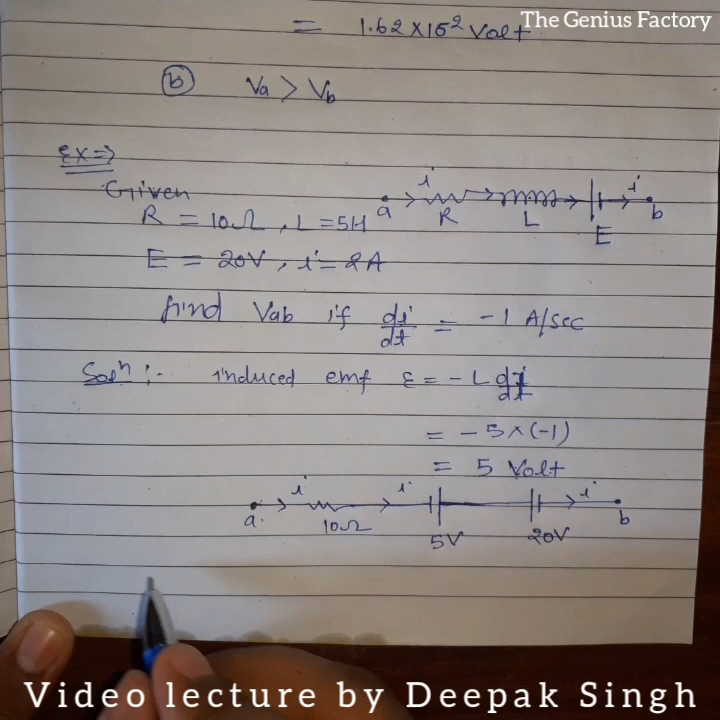 The Genius Factory
= 1.62 × 10² Volt
(b) Va > Vb
Ex ⇒
Given
R = 10Ω, L = 5H
E = 20V, i = 2A
a i R L E i b
find Vab if di/dt = -1 A/sec
Solⁿ :- induced emf ε = - L di/dt
= - 5 × (-1)
= 5 Volt
a i 10Ω i 5V 20V i b
Video lecture by Deepak Singh